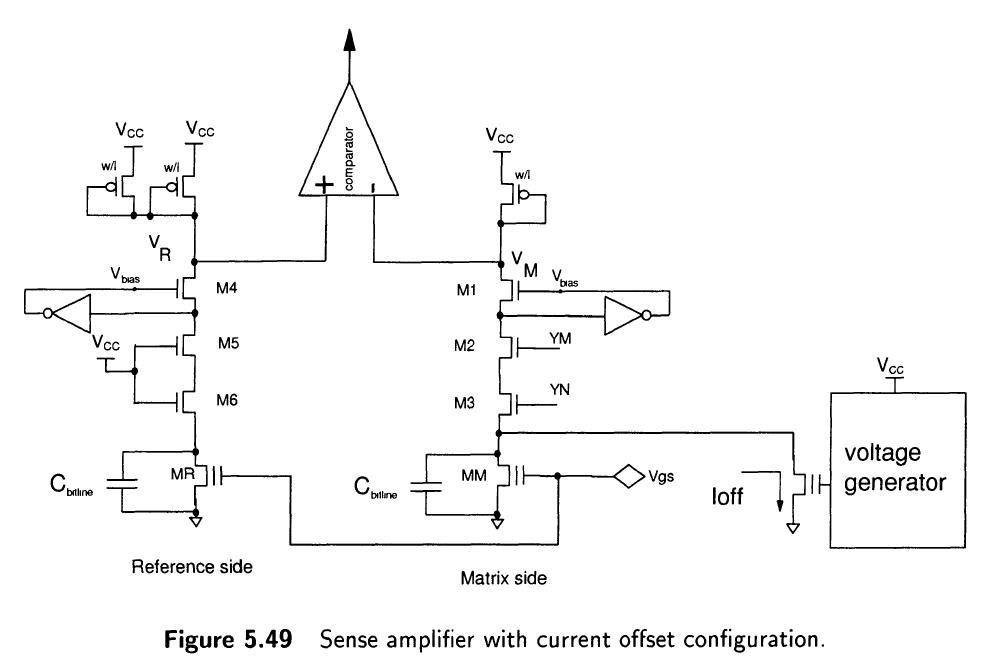 V_CC V_CC V_CC
w/l w/l w/l
comparator
+ -
V_R V_M
V_bias V_bias
M4 M1
V_CC M5 M2 YM
M6 M3 YN
V_CC
voltage
generator
MR MM Vgs
C_bitline C_bitline Ioff
Reference side Matrix side
Figure 5.49 Sense amplifier with current offset configuration.